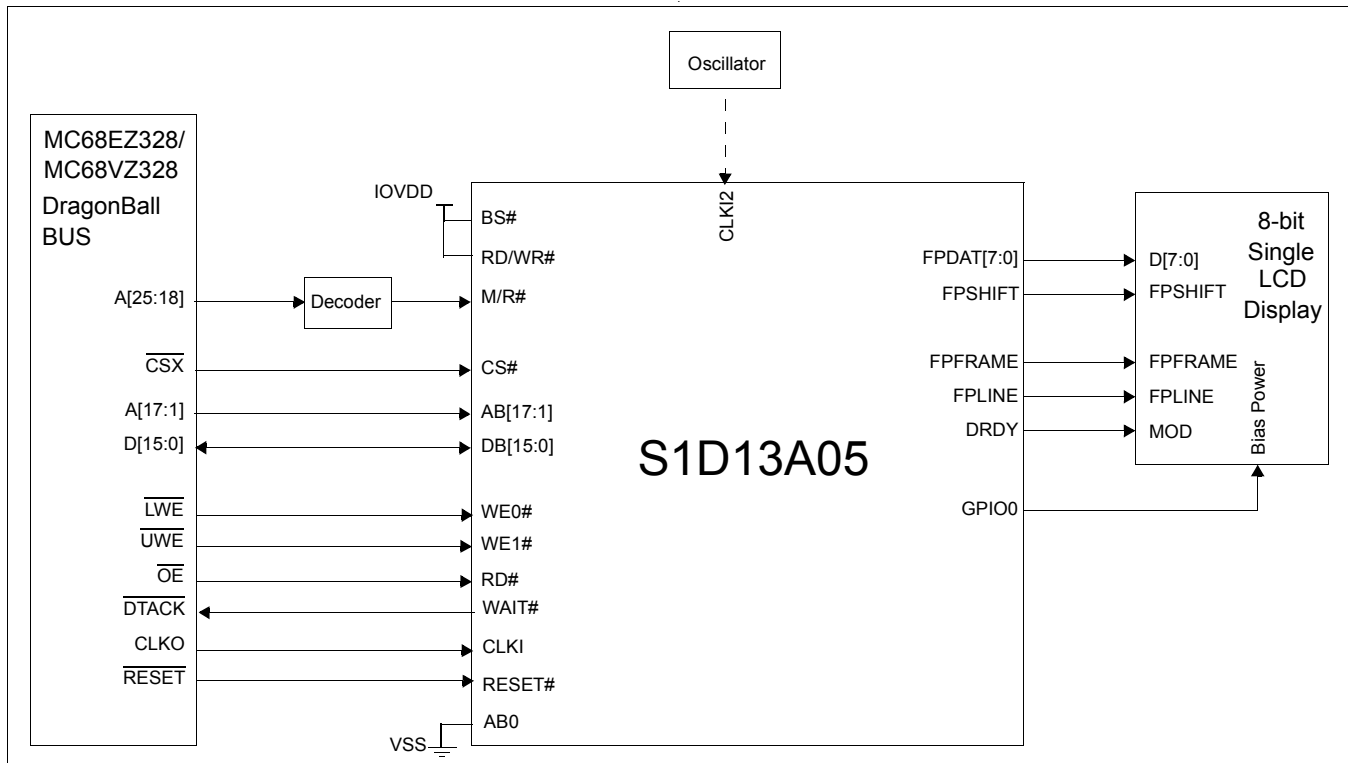 Oscillator
MC68EZ328/
MC68VZ328
DragonBall
BUS
A[25:18]
CSX
A[17:1]
D[15:0]
LWE
UWE
OE
DTACK
CLKO
RESET
Decoder
IOVDD
VSS
BS#
RD/WR#
M/R#
CS#
AB[17:1]
DB[15:0]
WE0#
WE1#
RD#
WAIT#
CLKI
RESET#
AB0
CLKI2
S1D13A05
FPDAT[7:0]
FPSHIFT
FPFRAME
FPLINE
DRDY
GPIO0
8-bit
Single
LCD
Display
D[7:0]
FPSHIFT
FPFRAME
FPLINE
MOD
Bias Power